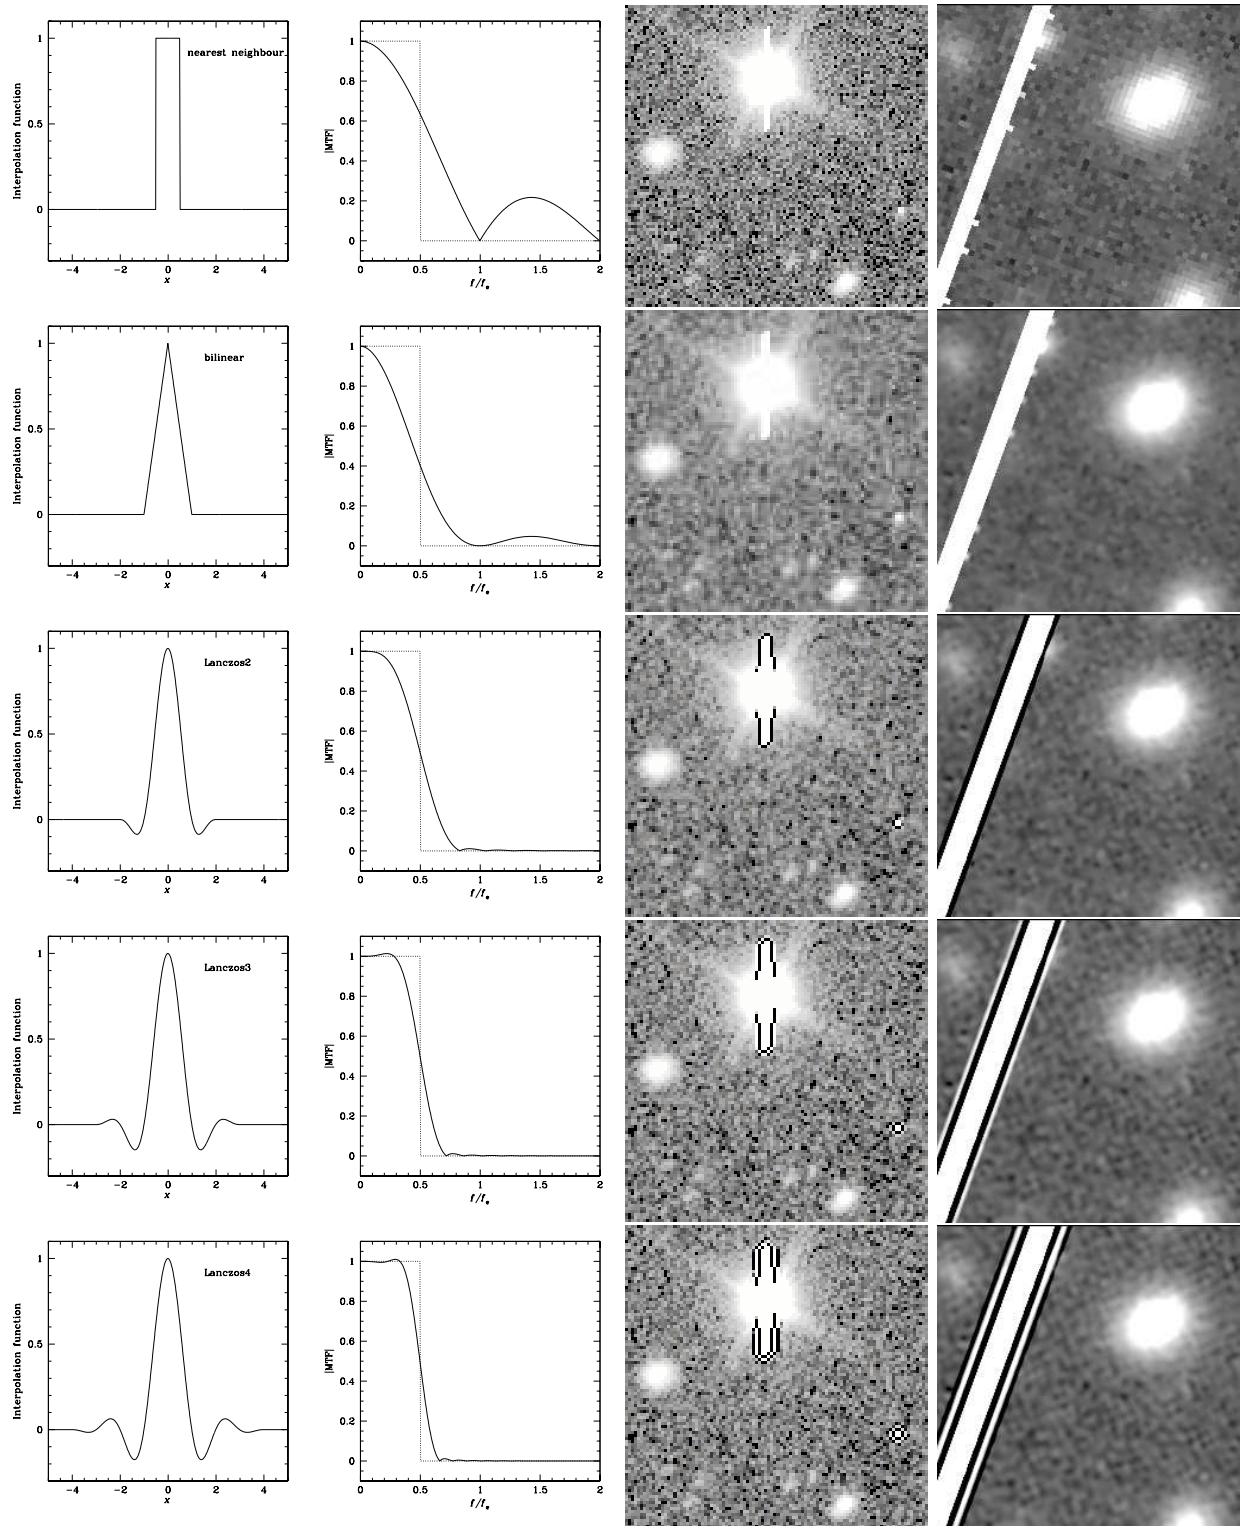 Interpolation function
1
0.5
0
nearest neighbour
−4 −2 0 2 4
x
|MTF|
1
0.8
0.6
0.4
0.2
0
0 0.5 1 1.5 2
f/fₑ
Interpolation function
1
0.5
0
bilinear
−4 −2 0 2 4
x
|MTF|
1
0.8
0.6
0.4
0.2
0
0 0.5 1 1.5 2
f/fₑ
Interpolation function
1
0.5
0
Lanczos2
−4 −2 0 2 4
x
|MTF|
1
0.8
0.6
0.4
0.2
0
0 0.5 1 1.5 2
f/fₑ
Interpolation function
1
0.5
0
Lanczos3
−4 −2 0 2 4
x
|MTF|
1
0.8
0.6
0.4
0.2
0
0 0.5 1 1.5 2
f/fₑ
Interpolation function
1
0.5
0
Lanczos4
−4 −2 0 2 4
x
|MTF|
1
0.8
0.6
0.4
0.2
0
0 0.5 1 1.5 2
f/fₑ